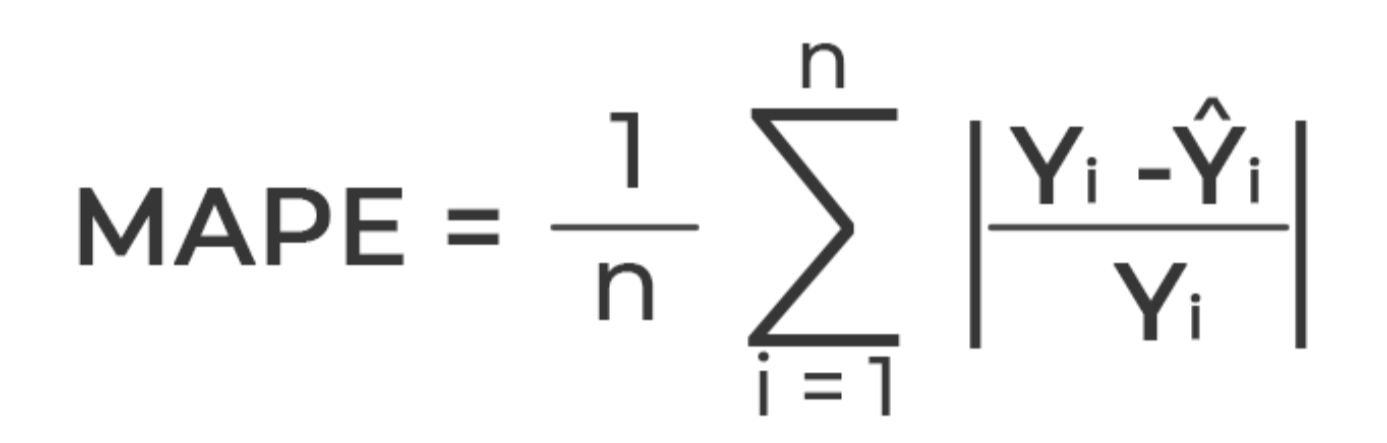 MAPE = 1/n ∑ n i = 1 | Yi - Ŷi / Yi |